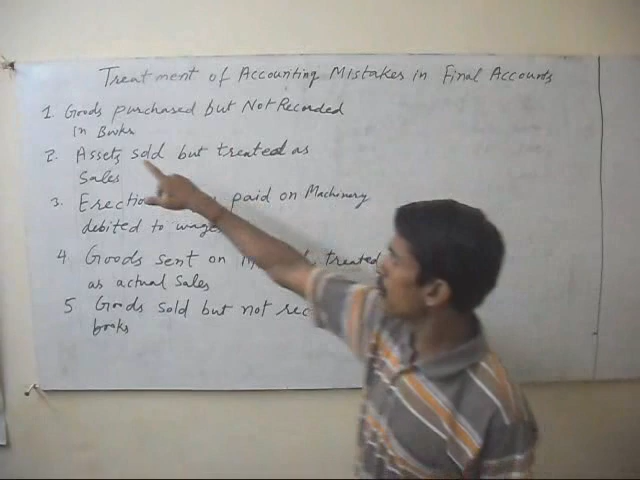 Treatment of Accounting Mistakes in Final Accounts
1. Goods purchased but Not Recorded
in Books
2. Assets sold but treated as
Sales
3. Erection paid on Machinery
debited to wages
4. Goods sent on treated
as actual sales
5 Goods sold but not
books